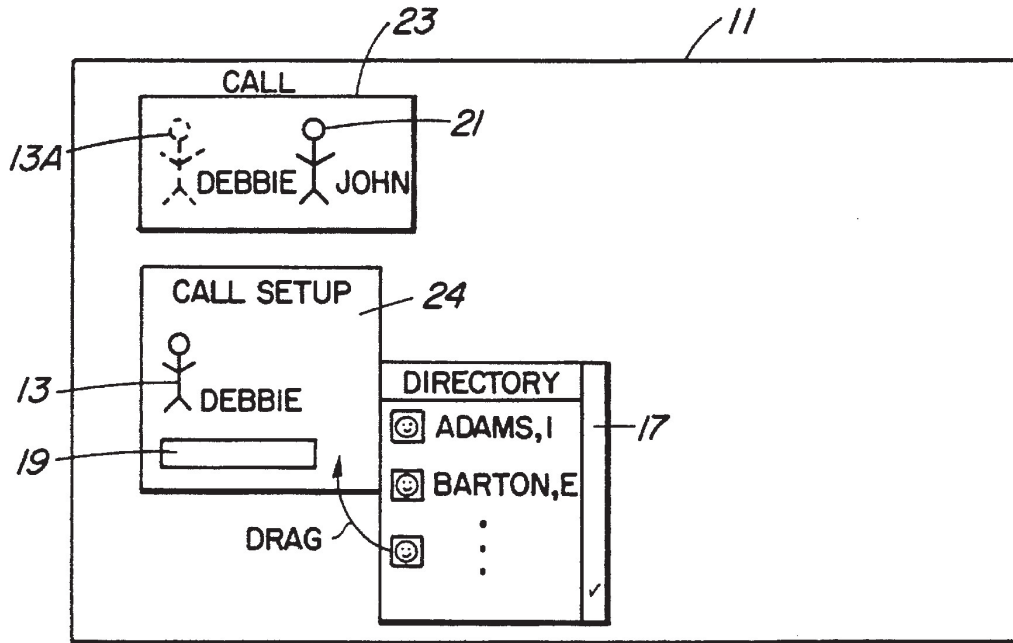 23
11
CALL
21
13A
DEBBIE JOHN
CALL SETUP
24
13
DEBBIE
DIRECTORY
ADAMS, I
17
19
BARTON, E
DRAG